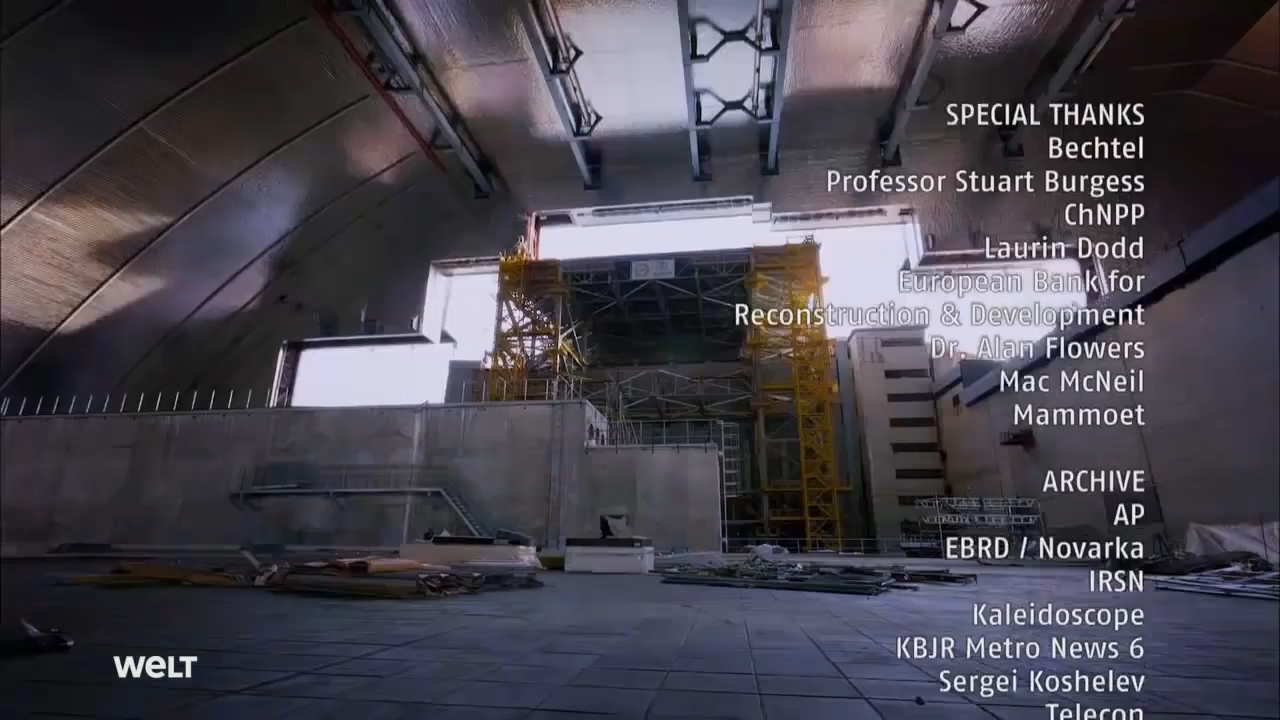 SPECIAL THANKS
Bechtel
Professor Stuart Burgess
ChNPP
Laurin Dodd
European Bank for
Reconstruction & Development
Dr. Alan Flowers
Mac McNeil
Mammoet
ARCHIVE
AP
EBRD / Novarka
IRSN
Kaleidoscope
KBJR Metro News 6
Sergei Koshelev
Telecon
WELT